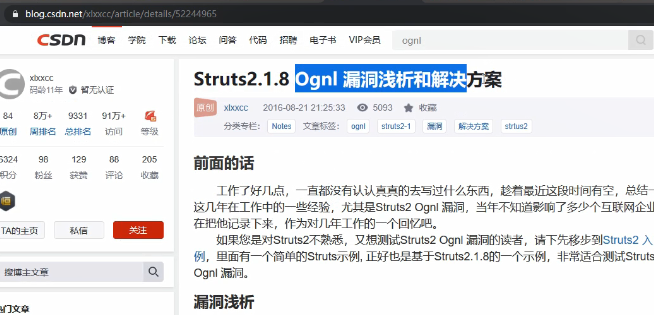 blog.csdn.net/xlxxcc/article/details/52244965
CSDN 博客 学院 下载 论坛 问答 代码 招聘 电子书 VIP会员 ognl
xlxxcc
码龄11年 暂无认证
84 8万+ 9331 91万+
原创 周排名 总排名 访问 等级
6324 98 129 88 205
积分 粉丝 获赞 评论 收藏
TA的主页 私信 关注
搜博主文章
热门文章
Struts2.1.8 Ognl 漏洞浅析和解决方案
原创 xlxxcc 2016-08-21 21:25:33 5093 收藏
分类专栏： Notes 文章标签： ognl struts2-1 漏洞 解决方案 strtus2
前面的话
工作了好几点，一直都没有认认真真的去写过什么东西，趁着最近这段时间有空，总结一
这几年在工作中的一些经验，尤其是Struts2 Ognl 漏洞，当年不知道影响了多少个互联网企业
在把他记录下来，作为对几年工作的一个回忆吧。
如果您是对Struts2不熟悉，又想测试Struts2 Ognl 漏洞的读者，请下先移步到Struts2 入
例，里面有一个简单的Struts示例, 正好也是基于Struts2.1.8的一个示例，非常适合测试Struts
Ognl 漏洞。
漏洞浅析